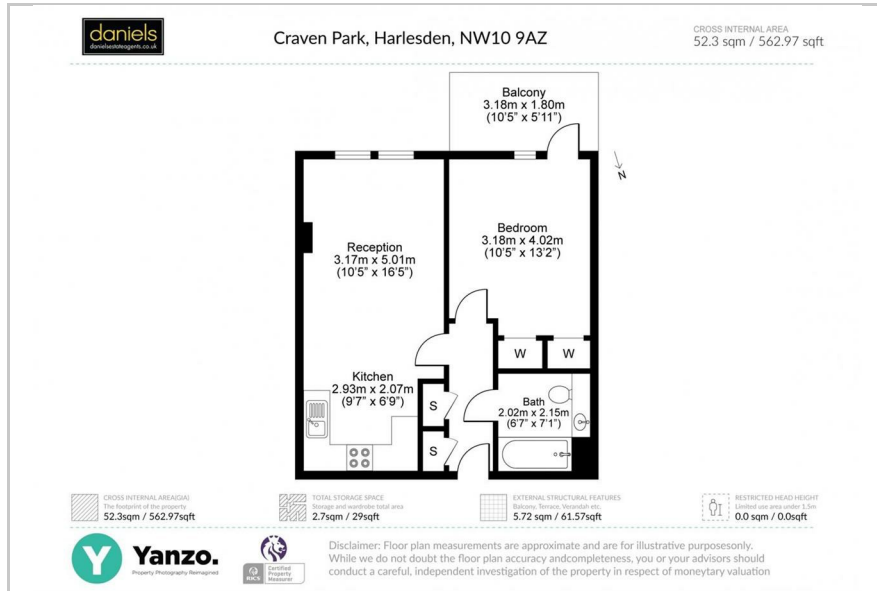 daniels
danielsestateagents.co.uk
Craven Park, Harlesden, NW10 9AZ
CROSS INTERNAL AREA
52.3 sqm / 562.97 sqft
Balcony
3.18m x 1.80m
(10'5" x 5'11")
N
Bedroom
3.18m x 4.02m
(10'5" x 13'2")
Reception
3.17m x 5.01m
(10'5" x 16'5")
W W
Kitchen
2.93m x 2.07m
(9'7" x 6'9")
S
Bath
2.02m x 2.15m
(6'7" x 7'1")
S
CROSS INTERNAL AREA(GIA)
The footprint of the property
52.3sqm / 562.97sqft
TOTAL STORAGE SPACE
Storage and wardrobe total area
2.7sqm / 29sqft
EXTERNAL STRUCTURAL FEATURES
Balcony, Terrace, Verandah etc.
5.72 sqm / 61.57sqft
RESTRICTED HEAD HEIGHT
Limited use area under 1.5m
0.0 sqm / 0.0sqft
Y
Yanzo.
Property Photography Reimagined
RICS
Certified
Property
Measurer
Disclaimer: Floor plan measurements are approximate and are for illustrative purposesonly.
While we do not doubt the floor plan accuracy andcompleteness, you or your advisors should
conduct a careful, independent investigation of the property in respect of moneytary valuation